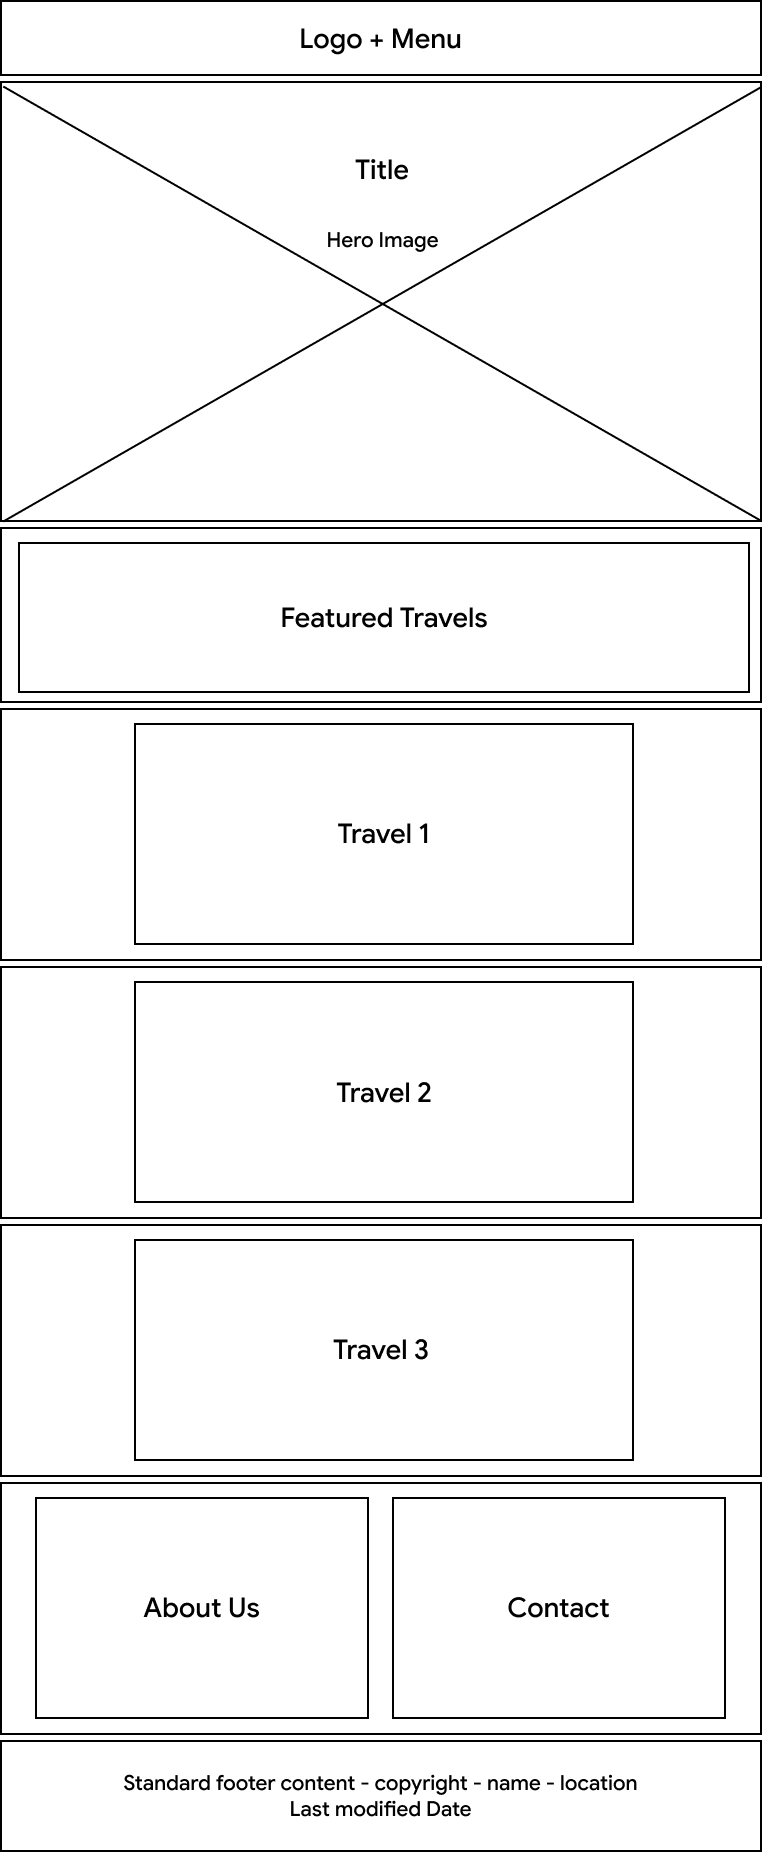 Logo + Menu
Title
Hero Image
Featured Travels
Travel 1
Travel 2
Travel 3
About Us
Contact
Standard footer content - copyright - name - location
Last modified Date